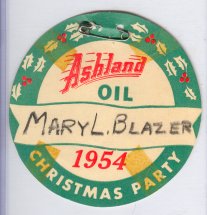 Ashland
OIL
MARY L. BLAZER
1954
CHRISTMAS PARTY